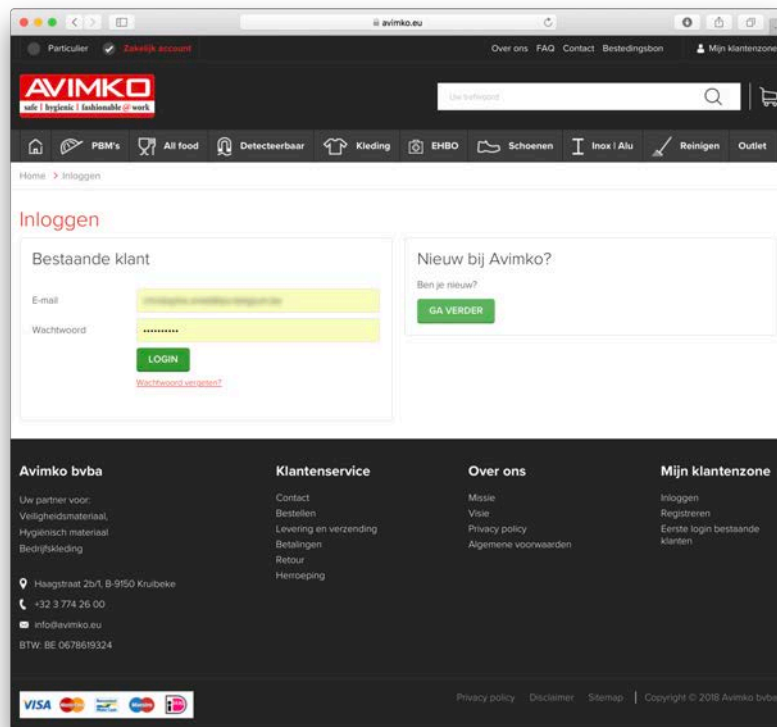 avimko.eu
Particulier Zakelijk account Over ons FAQ Contact Bestedingsbon Mijn klantenzone
AVIMKO
safe | hygienic | fashionable @ work
Uw trefwoord
PBM's All food Detecteerbaar Kleding EHBO Schoenen Inox | Alu Reinigen Outlet
Home > Inloggen
Inloggen
Bestaande klant
E-mail
Wachtwoord ••••••••••
LOGIN
Wachtwoord vergeten?
Nieuw bij Avimko?
Ben je nieuw?
GA VERDER
Avimko bvba
Uw partner voor:
Veiligheidsmateriaal,
Hygiënisch materiaal
Bedrijfskleding
Haagstraat 2b/1, B-9150 Kruibeke
+32 3 774 26 00
info@avimko.eu
BTW: BE 0678619324
Klantenservice
Contact
Bestellen
Levering en verzending
Betalingen
Retour
Herroeping
Over ons
Missie
Visie
Privacy policy
Algemene voorwaarden
Mijn klantenzone
Inloggen
Registreren
Eerste login bestaande
klanten
VISA MasterCard Maestro iDEAL
Privacy policy Disclaimer Sitemap | Copyright © 2018 Avimko bvba